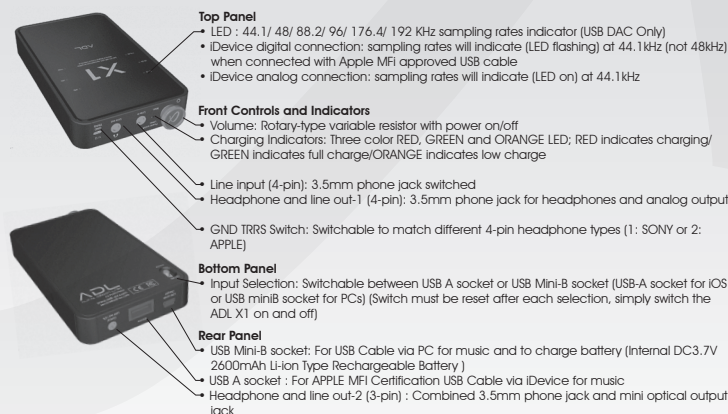 Top Panel
• LED : 44.1/ 48/ 88.2/ 96/ 176.4/ 192 KHz sampling rates indicator (USB DAC Only)
• iDevice digital connection: sampling rates will indicate (LED flashing) at 44.1kHz (not 48kHz)
when connected with Apple MFi approved USB cable
• iDevice analog connection: sampling rates will indicate (LED on) at 44.1kHz
ADL
X1
Front Controls and Indicators
• Volume: Rotary-type variable resistor with power on/off
• Charging Indicators: Three color RED, GREEN and ORANGE LED; RED indicates charging/
GREEN indicates full charge/ORANGE indicates low charge
• Line input (4-pin): 3.5mm phone jack switched
• Headphone and line out-1 (4-pin): 3.5mm phone jack for headphones and analog output
• GND TRRS Switch: Switchable to match different 4-pin headphone types (1: SONY or 2:
APPLE)
Bottom Panel
• Input Selection: Switchable between USB A socket or USB Mini-B socket (USB-A socket for iOS
or USB miniB socket for PCs) (Switch must be reset after each selection, simply switch the
ADL X1 on and off)
ADL
Rear Panel
• USB Mini-B socket: For USB Cable via PC for music and to charge battery (Internal DC3.7V
2600mAh Li-ion Type Rechargeable Battery )
• USB A socket : For APPLE MFI Certification USB Cable via iDevice for music
• Headphone and line out-2 (3-pin) : Combined 3.5mm phone jack and mini optical output
jack